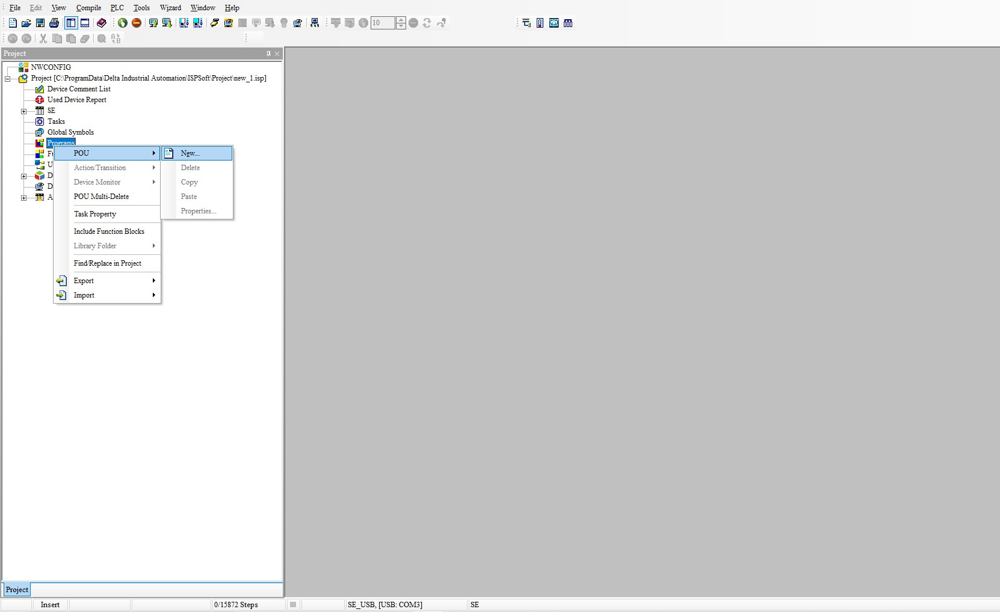 File Edit View Compile PLC Tools Wizard Window Help
10
Project
NWCONFIG
Project [C:\ProgramData\Delta Industrial Automation\ISPSoft\Project\new_1.isp]
Device Comment List
Used Device Report
SE
Tasks
Global Symbols
Programs
POU
Action/Transition
Device Monitor
POU Multi-Delete
Task Property
Include Function Blocks
Library Folder
Find/Replace in Project
Export
Import
New...
Delete
Copy
Paste
Properties...
Project
Insert 0/15872 Steps SE_USB, [USB: COM3] SE